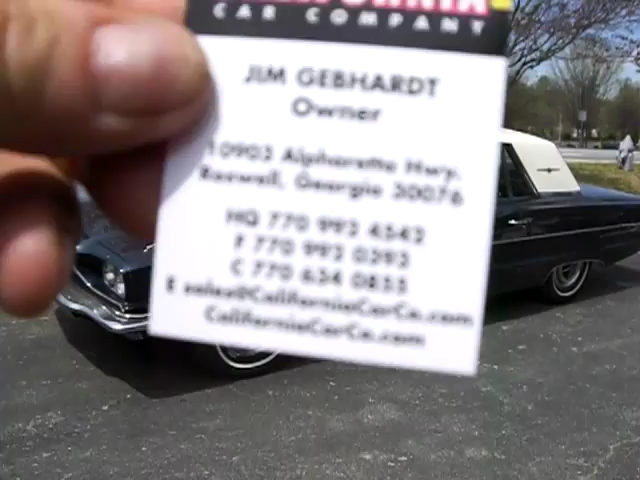 CAR COMPANY
JIM GEBHARDT
Owner
10903 Alpharetta Hwy.
Roswell, Georgia 30076
HQ 770 992 4542
F 770 992 0292
C 770 634 0855
E sales@CaliforniaCarCo.com
CaliforniaCarCo.com